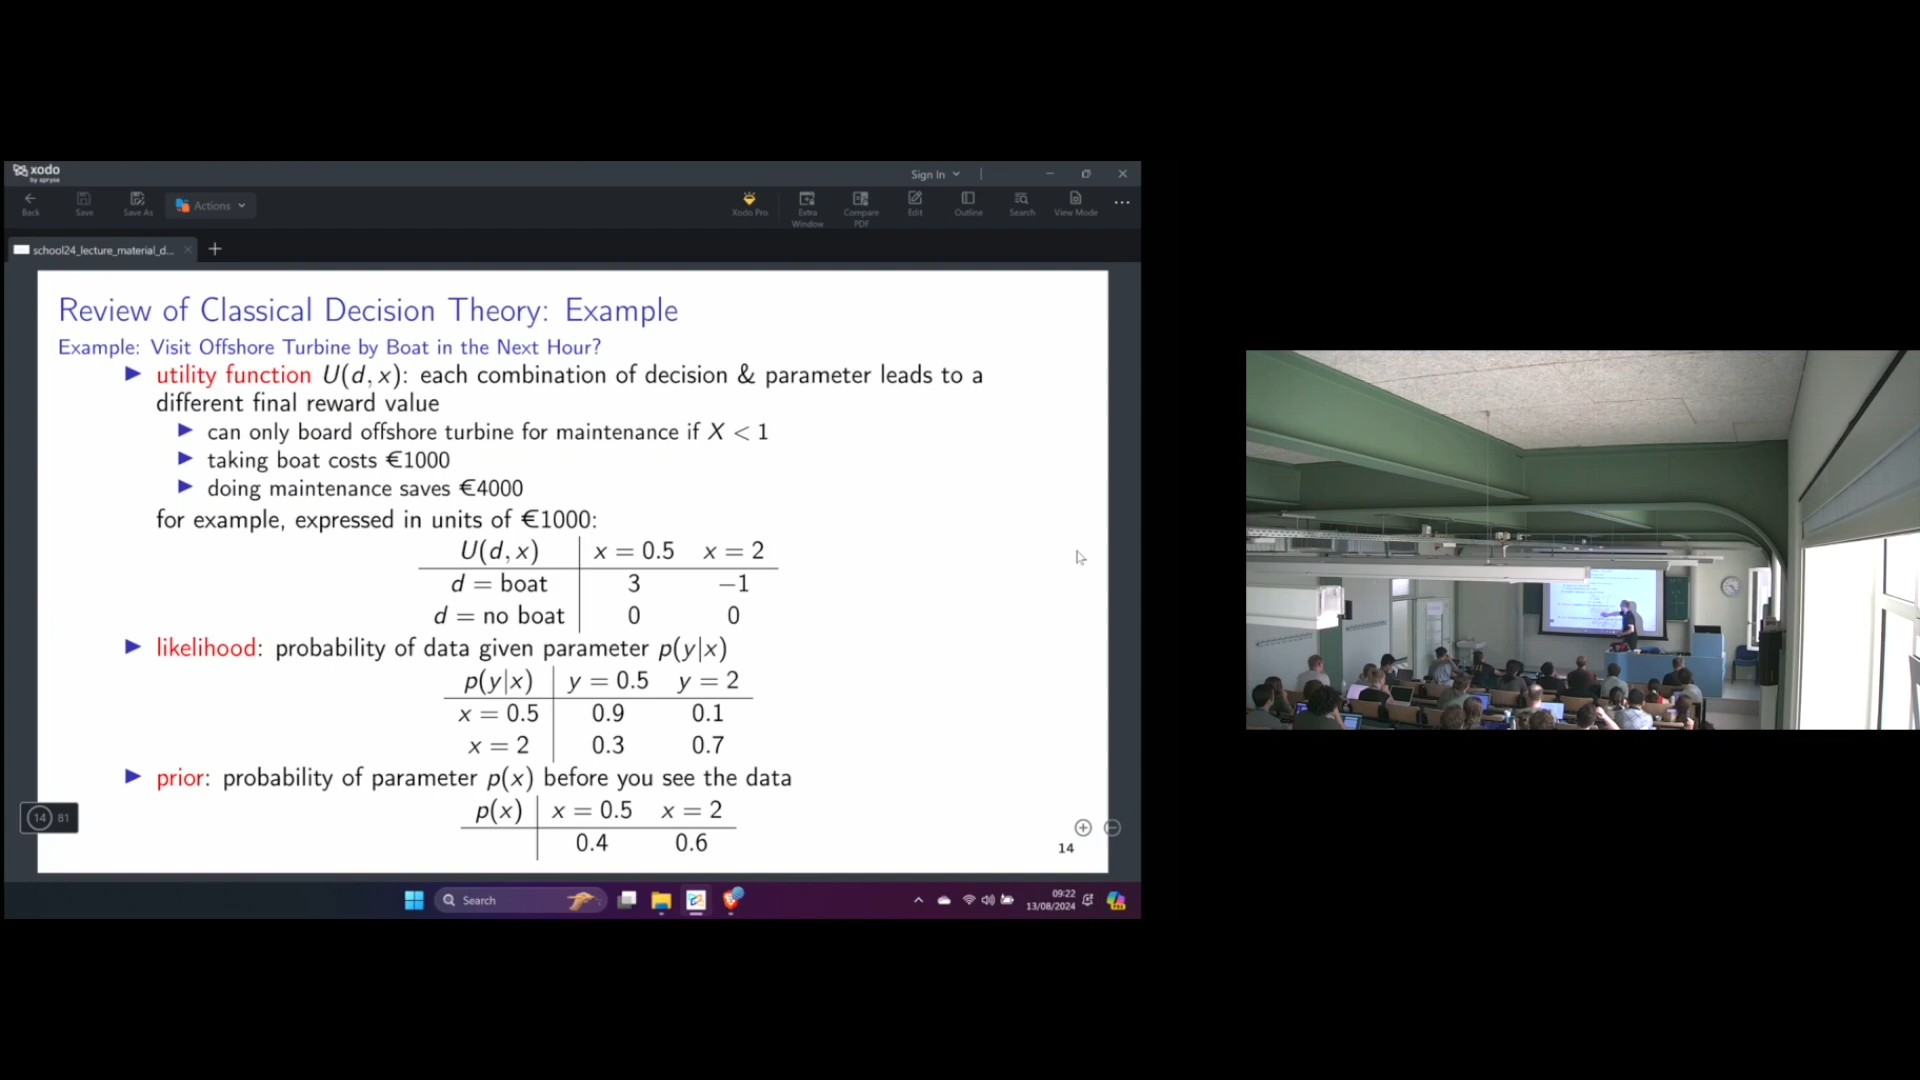 xodo
by apryse
Sign In
Back
Save
Save As
Actions
Xodo Pro
Extra Window
Compare PDF
Edit
Outline
Search
View Mode
school24_lecture_material_d...
Review of Classical Decision Theory: Example
Example: Visit Offshore Turbine by Boat in the Next Hour?
▶ utility function U(d, x): each combination of decision & parameter leads to a
different final reward value
▶ can only board offshore turbine for maintenance if X < 1
▶ taking boat costs €1000
▶ doing maintenance saves €4000
for example, expressed in units of €1000:
U(d, x) x = 0.5 x = 2
d = boat 3 −1
d = no boat 0 0
▶ likelihood: probability of data given parameter p(y|x)
p(y|x) y = 0.5 y = 2
x = 0.5 0.9 0.1
x = 2 0.3 0.7
▶ prior: probability of parameter p(x) before you see the data
p(x) x = 0.5 x = 2
0.4 0.6
14 81
14
Search
09:22
13/08/2024